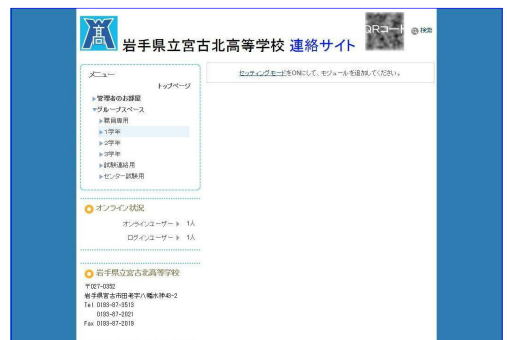 高
岩手県立宮古北高等学校 連絡サイト
QRコード
検索
メニュー
トップページ
管理者のお部屋
グループスペース
職員専用
1学年
2学年
3学年
試験連絡用
センター試験用
セッティングモードをONにして、モジュールを追加してください。
オンライン状況
オンラインユーザー 1人
ログインユーザー 1人
岩手県立宮古北高等学校
〒027-0352
岩手県宮古市田老字八幡水神43-2
Tel 0193-87-3513
0193-87-2021
Fax 0193-87-2018